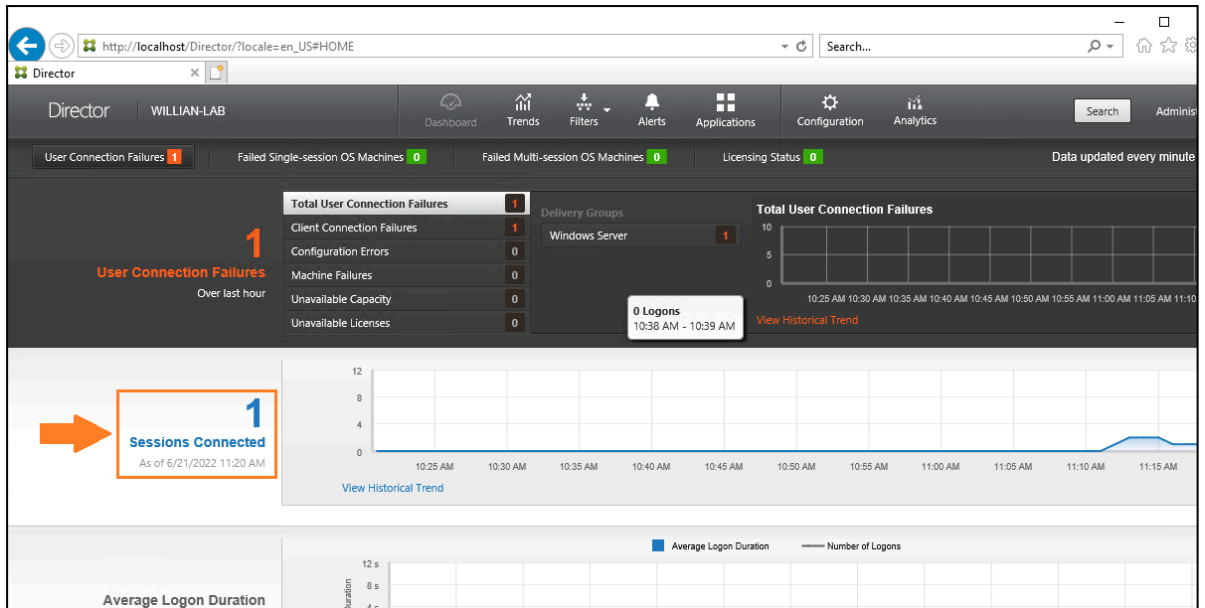 http://localhost/Director/?locale=en_US#HOME
Search...
Director
Director WILLIAN-LAB
Dashboard Trends Filters Alerts Applications Configuration Analytics
Search
User Connection Failures 1 Failed Single-session OS Machines 0 Failed Multi-session OS Machines 0 Licensing Status 0 Data updated every minute
1
User Connection Failures
Over last hour
Total User Connection Failures 1
Client Connection Failures 1
Configuration Errors 0
Machine Failures 0
Unavailable Capacity 0
Unavailable Licenses 0
Delivery Groups
Windows Server 1
Total User Connection Failures
10
5
0
10:25 AM 10:30 AM 10:35 AM 10:40 AM 10:45 AM 10:50 AM 10:55 AM 11:00 AM 11:05 AM 11:10
View Historical Trend
0 Logons
10:38 AM - 10:39 AM
1
Sessions Connected
As of 6/21/2022 11:20 AM
12
8
4
0
10:25 AM 10:30 AM 10:35 AM 10:40 AM 10:45 AM 10:50 AM 10:55 AM 11:00 AM 11:05 AM 11:10 AM 11:15 AM
View Historical Trend
Average Logon Duration Number of Logons
Average Logon Duration
12 s
8 s